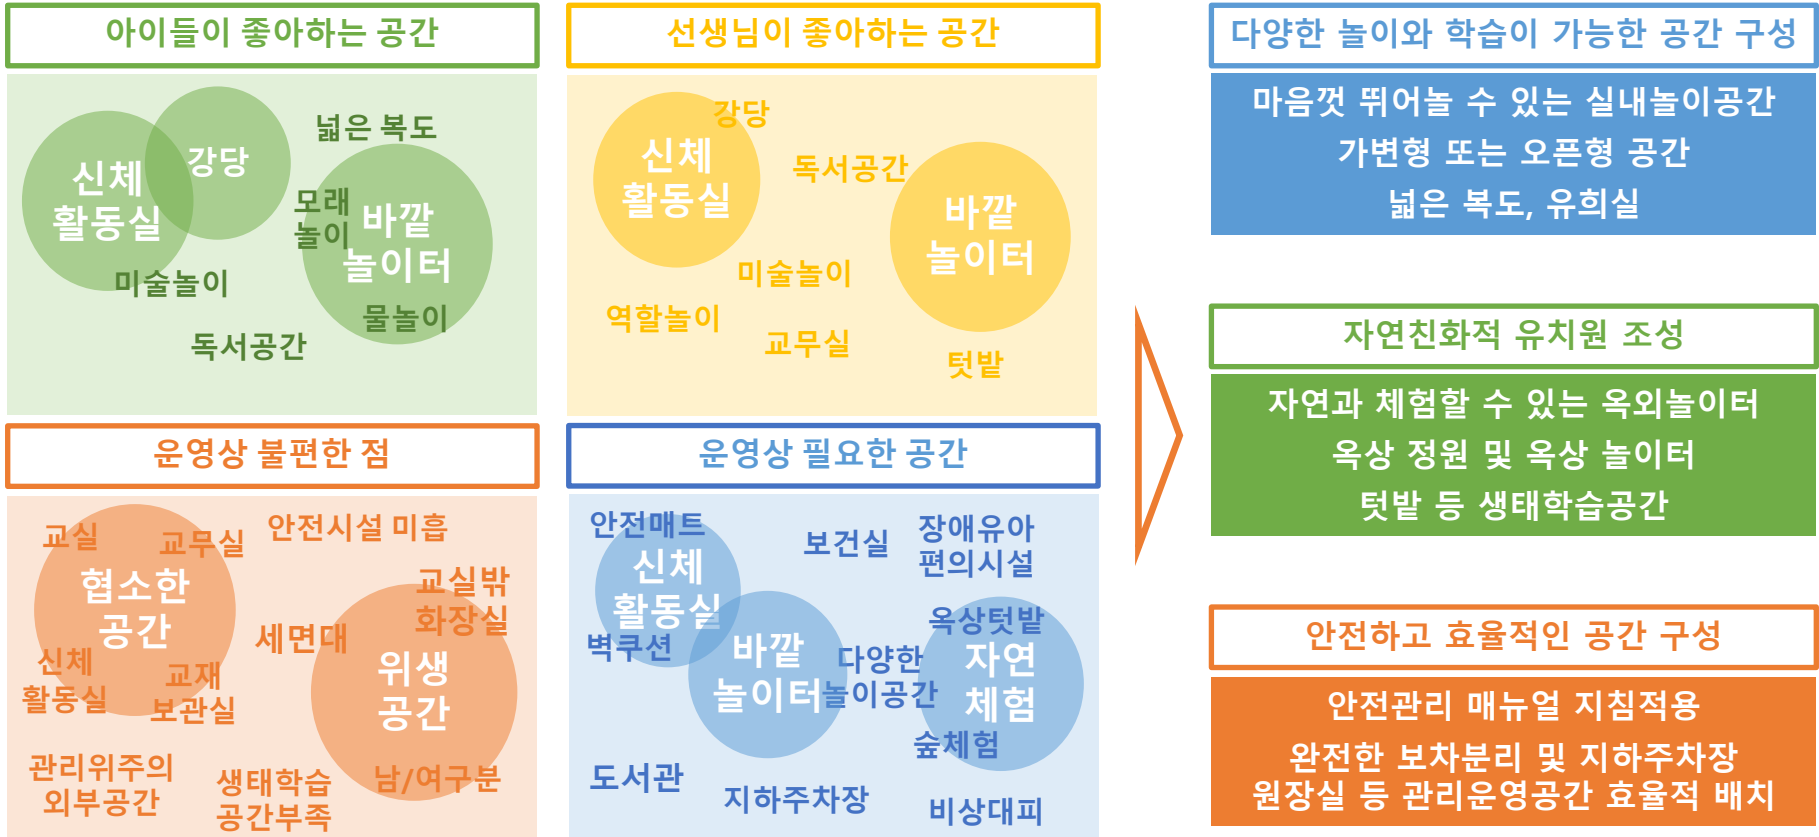 아이들이 좋아하는 공간
넓은 복도
강당
신체
활동실
모래
놀이
바깥
놀이터
미술놀이
물놀이
독서공간
선생님이 좋아하는 공간
강당
신체
활동실
독서공간
바깥
놀이터
미술놀이
역할놀이
교무실
텃밭
운영상 불편한 점
교실
교무실
안전시설 미흡
협소한
공간
교실밖
화장실
세면대
신체
활동실
교재
보관실
위생
공간
관리위주의
외부공간
생태학습
공간부족
남/여구분
운영상 필요한 공간
안전매트
신체
활동실
벽쿠션
보건실
장애유아
편의시설
바깥
놀이터
다양한
놀이공간
옥상텃밭
자연
체험
숲체험
도서관
지하주차장
비상대피
다양한 놀이와 학습이 가능한 공간 구성
마음껏 뛰어놀 수 있는 실내놀이공간
가변형 또는 오픈형 공간
넓은 복도, 유희실
자연친화적 유치원 조성
자연과 체험할 수 있는 옥외놀이터
옥상 정원 및 옥상 놀이터
텃밭 등 생태학습공간
안전하고 효율적인 공간 구성
안전관리 매뉴얼 지침적용
완전한 보차분리 및 지하주차장
원장실 등 관리운영공간 효율적 배치